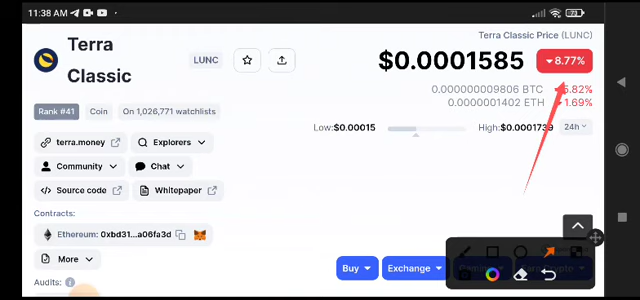 11:38 AM
73
Terra Classic Price (LUNC)
Terra Classic
LUNC
$0.0001585
8.77%
0.000000009806 BTC
5.82%
0.0000001402 ETH
1.69%
Rank #41
Coin
On 1,026,771 watchlists
Low: $0.00015
High: $0.0001739
24h
terra.money
Explorers
Community
Chat
Source code
Whitepaper
Contracts:
Ethereum: 0xbd31...a06fa3d
More
Buy
Exchange
Audits: